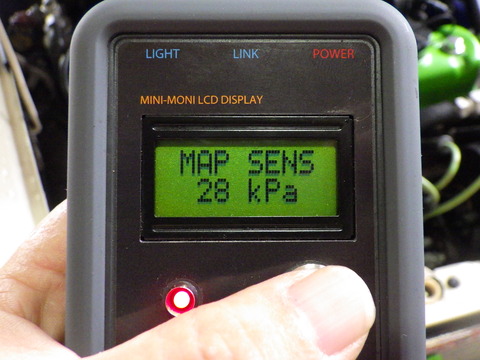 LIGHT LINK POWER
MINI-MONI LCD DISPLAY
MAP SENS
28 kPa